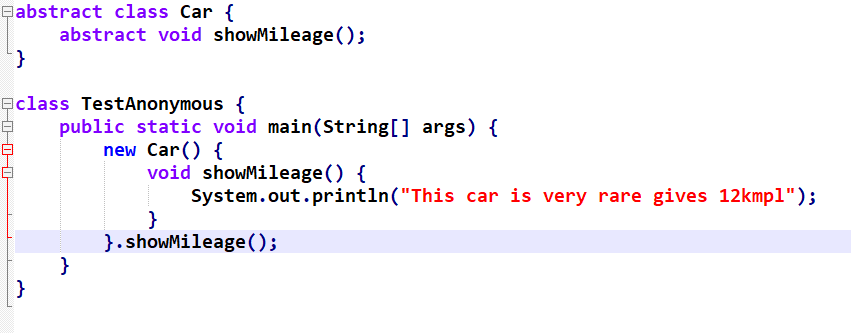 abstract class Car {
    abstract void showMileage();
}
class TestAnonymous {
    public static void main(String[] args) {
        new Car() {
            void showMileage() {
                System.out.println("This car is very rare gives 12kmpl");
            }
        }.showMileage();
    }
}